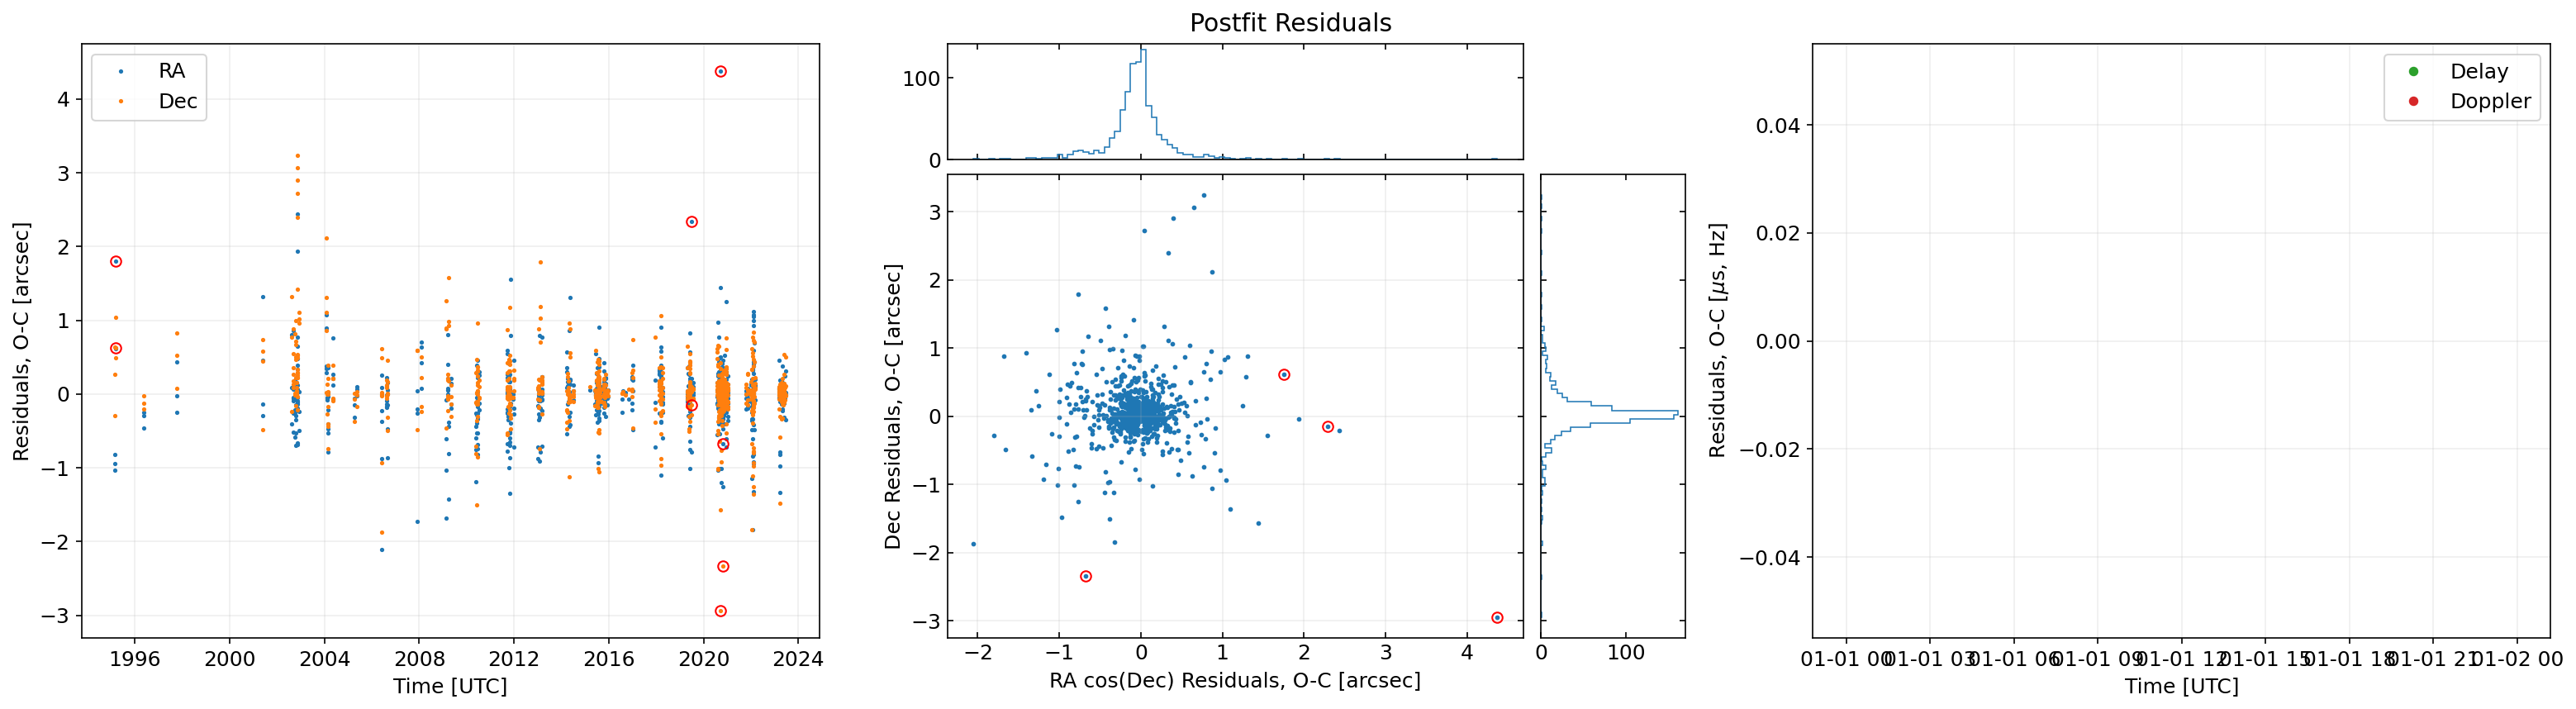 Postfit Residuals
RA
Dec
4
3
2
1
0
−1
−2
−3
Residuals, O-C [arcsec]
1996 2000 2004 2008 2012 2016 2020 2024
Time [UTC]
100
0
3
2
1
0
−1
−2
−3
Dec Residuals, O-C [arcsec]
−2 −1 0 1 2 3 4
RA cos(Dec) Residuals, O-C [arcsec]
0 100
Delay
Doppler
0.04
0.02
0.00
−0.02
−0.04
Residuals, O-C [μs, Hz]
01-01 00 01-01 03 01-01 06 01-01 09 01-01 12 01-01 15 01-01 18 01-01 21 01-02 00
Time [UTC]